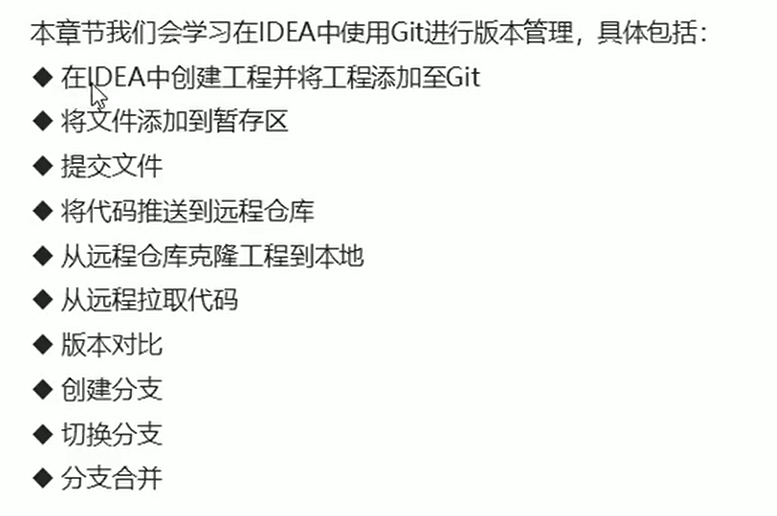 本章节我们会学习在IDEA中使用Git进行版本管理，具体包括：
◆ 在IDEA中创建工程并将工程添加至Git
◆ 将文件添加到暂存区
◆ 提交文件
◆ 将代码推送到远程仓库
◆ 从远程仓库克隆工程到本地
◆ 从远程拉取代码
◆ 版本对比
◆ 创建分支
◆ 切换分支
◆ 分支合并